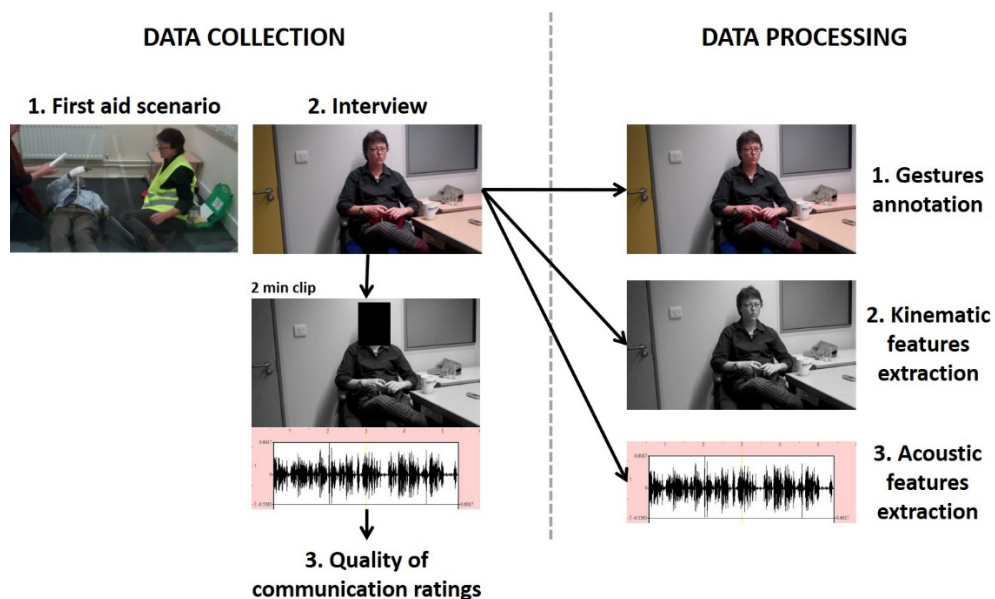 DATA COLLECTION
DATA PROCESSING
1. First aid scenario
2. Interview
1. Gestures
annotation
2 min clip
2. Kinematic
features
extraction
3. Acoustic
features
extraction
3. Quality of
communication ratings